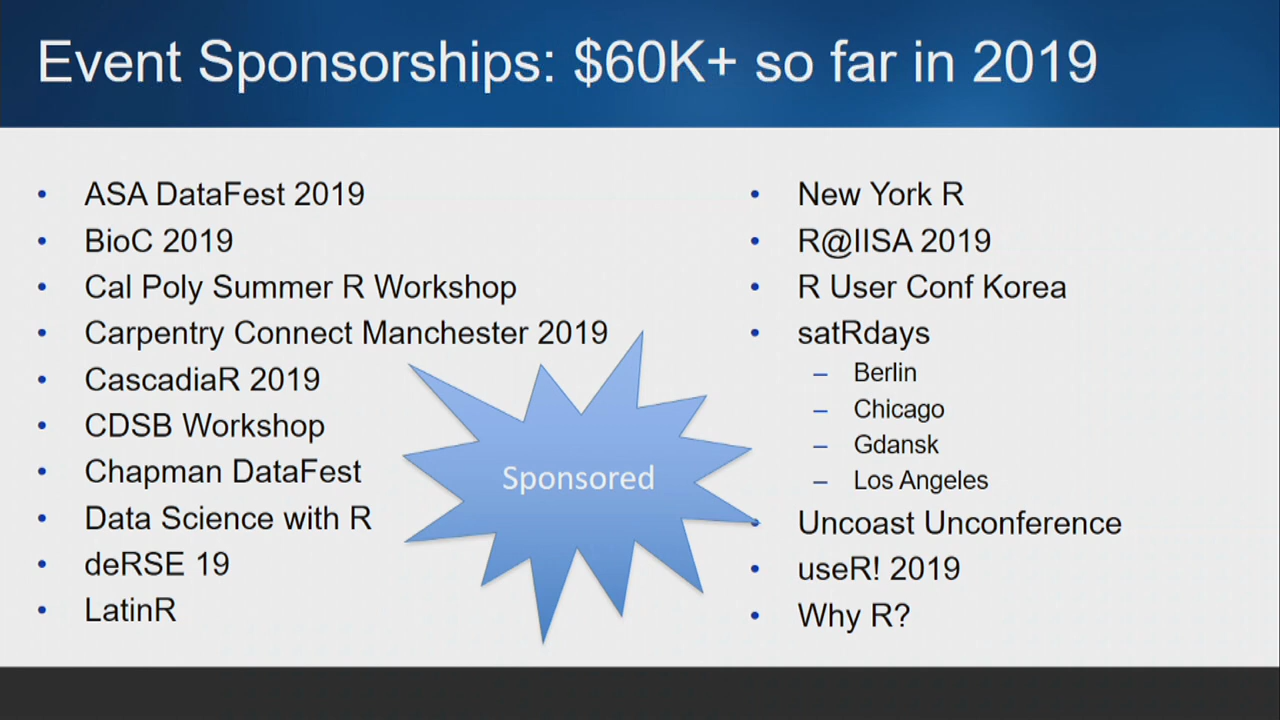 Event Sponsorships: $60K+ so far in 2019
ASA DataFest 2019
BioC 2019
Cal Poly Summer R Workshop
Carpentry Connect Manchester 2019
CascadiaR 2019
CDSB Workshop
Chapman DataFest
Data Science with R
deRSE 19
LatinR
Sponsored
New York R
R@IISA 2019
R User Conf Korea
satRdays
Berlin
Chicago
Gdansk
Los Angeles
Uncoast Unconference
useR! 2019
Why R?